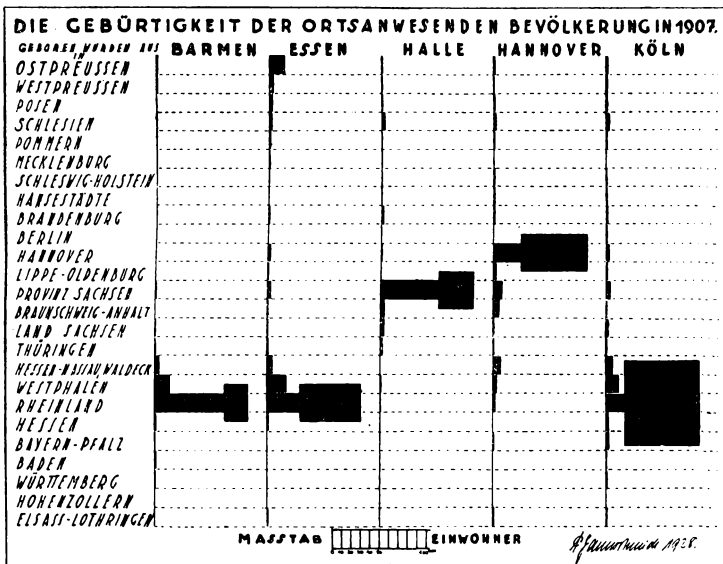 DIE GEBÜRTIGKEIT DER ORTSANWESENDEN BEVÖLKERUNG IN 1907.
GEBOREN WURDEN AUS
IN
BARMEN ESSEN HALLE HANNOVER KÖLN
OSTPREUSSEN
WESTPREUSSEN
POSEN
SCHLESIEN
POMMERN
MECKLENBURG
SCHLESWIG-HOLSTEIN
HANSESTÄDTE
BRANDENBURG
BERLIN
HANNOVER
LIPPE-OLDENBURG
PROVINZ SACHSEN
BRAUNSCHWEIG-ANHALT
LAND SACHSEN
THÜRINGEN
HESSEN-NASSAU, WALDECK
WESTPHALEN
RHEINLAND
HESSEN
BAYERN-PFALZ
BADEN
WÜRTTEMBERG
HOHENZOLLERN
ELSASS-LOTHRINGEN
MASSTAB EINWOHNER
1928.